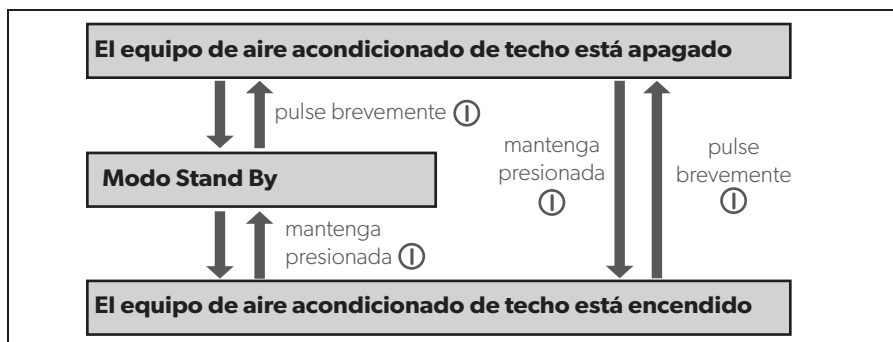 El equipo de aire acondicionado de techo está apagado
pulse brevemente
mantenga
presionada
pulse
brevemente
Modo Stand By
mantenga
presionada
El equipo de aire acondicionado de techo está encendido